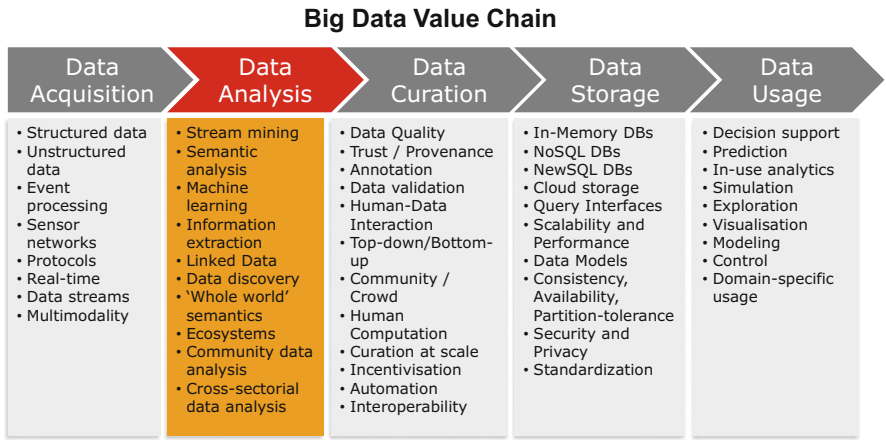 Big Data Value Chain
Data
Acquisition
Data
Analysis
Data
Curation
Data
Storage
Data
Usage
• Structured data
• Unstructured
data
• Event
processing
• Sensor
networks
• Protocols
• Real-time
• Data streams
• Multimodality
• Stream mining
• Semantic
analysis
• Machine
learning
• Information
extraction
• Linked Data
• Data discovery
• ‘Whole world’
semantics
• Ecosystems
• Community data
analysis
• Cross-sectorial
data analysis
• Data Quality
• Trust / Provenance
• Annotation
• Data validation
• Human-Data
Interaction
• Top-down/Bottom-
up
• Community /
Crowd
• Human
Computation
• Curation at scale
• Incentivisation
• Automation
• Interoperability
• In-Memory DBs
• NoSQL DBs
• NewSQL DBs
• Cloud storage
• Query Interfaces
• Scalability and
Performance
• Data Models
• Consistency,
Availability,
Partition-tolerance
• Security and
Privacy
• Standardization
• Decision support
• Prediction
• In-use analytics
• Simulation
• Exploration
• Visualisation
• Modeling
• Control
• Domain-specific
usage